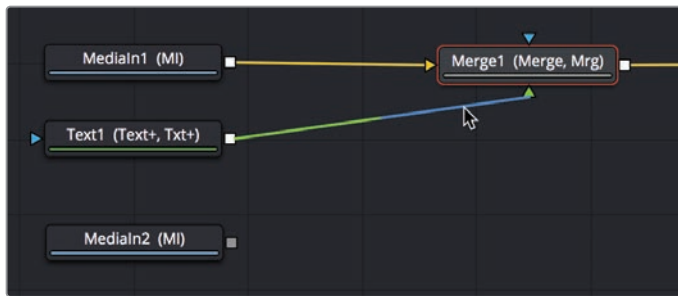 MediaIn1 (MI)
Merge1 (Merge, Mrg)
Text1 (Text+, Txt+)
MediaIn2 (MI)